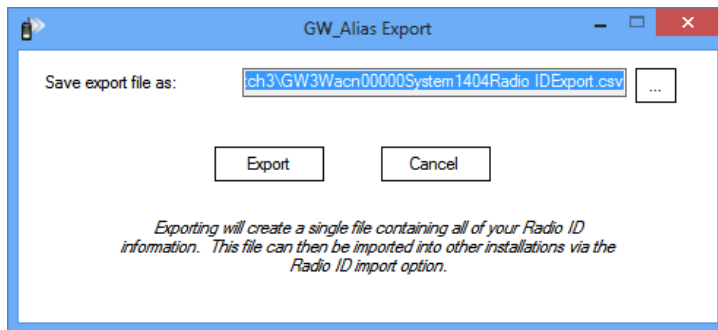 GW_Alias Export
Save export file as:
:ch3\GW3Wacn00000System1404Radio IDExport.csv
...
Export
Cancel
Exporting will create a single file containing all of your Radio ID
information. This file can then be imported into other installations via the
Radio ID import option.